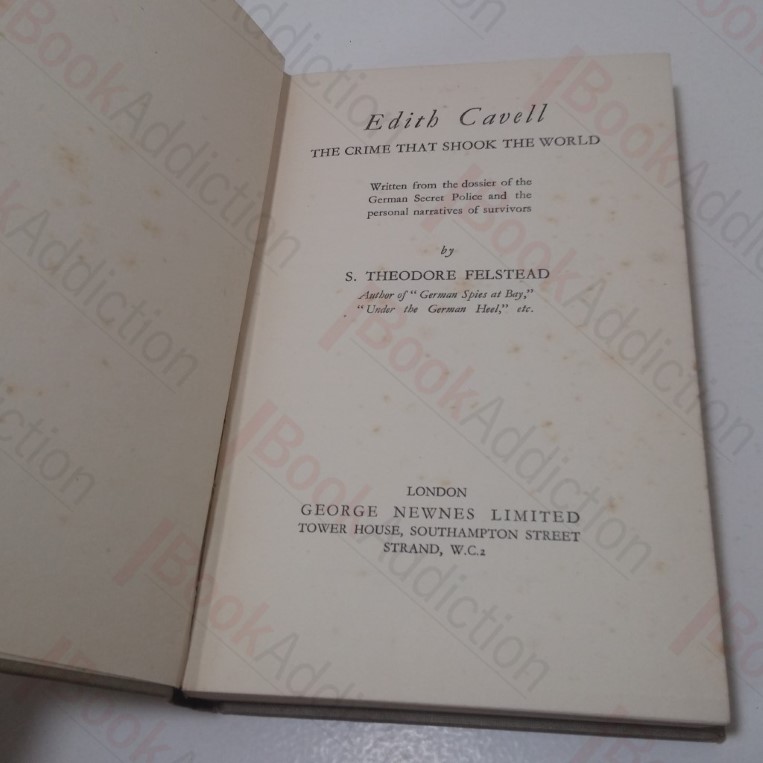 Edith Cavell
THE CRIME THAT SHOOK THE WORLD
Written from the dossier of the
German Secret Police and the
personal narratives of survivors
by
S. THEODORE FELSTEAD
Author of "German Spies at Bay,"
"Under the German Heel," etc.
LONDON
GEORGE NEWNES LIMITED
TOWER HOUSE, SOUTHAMPTON STREET
STRAND, W.C.2
BookAddiction